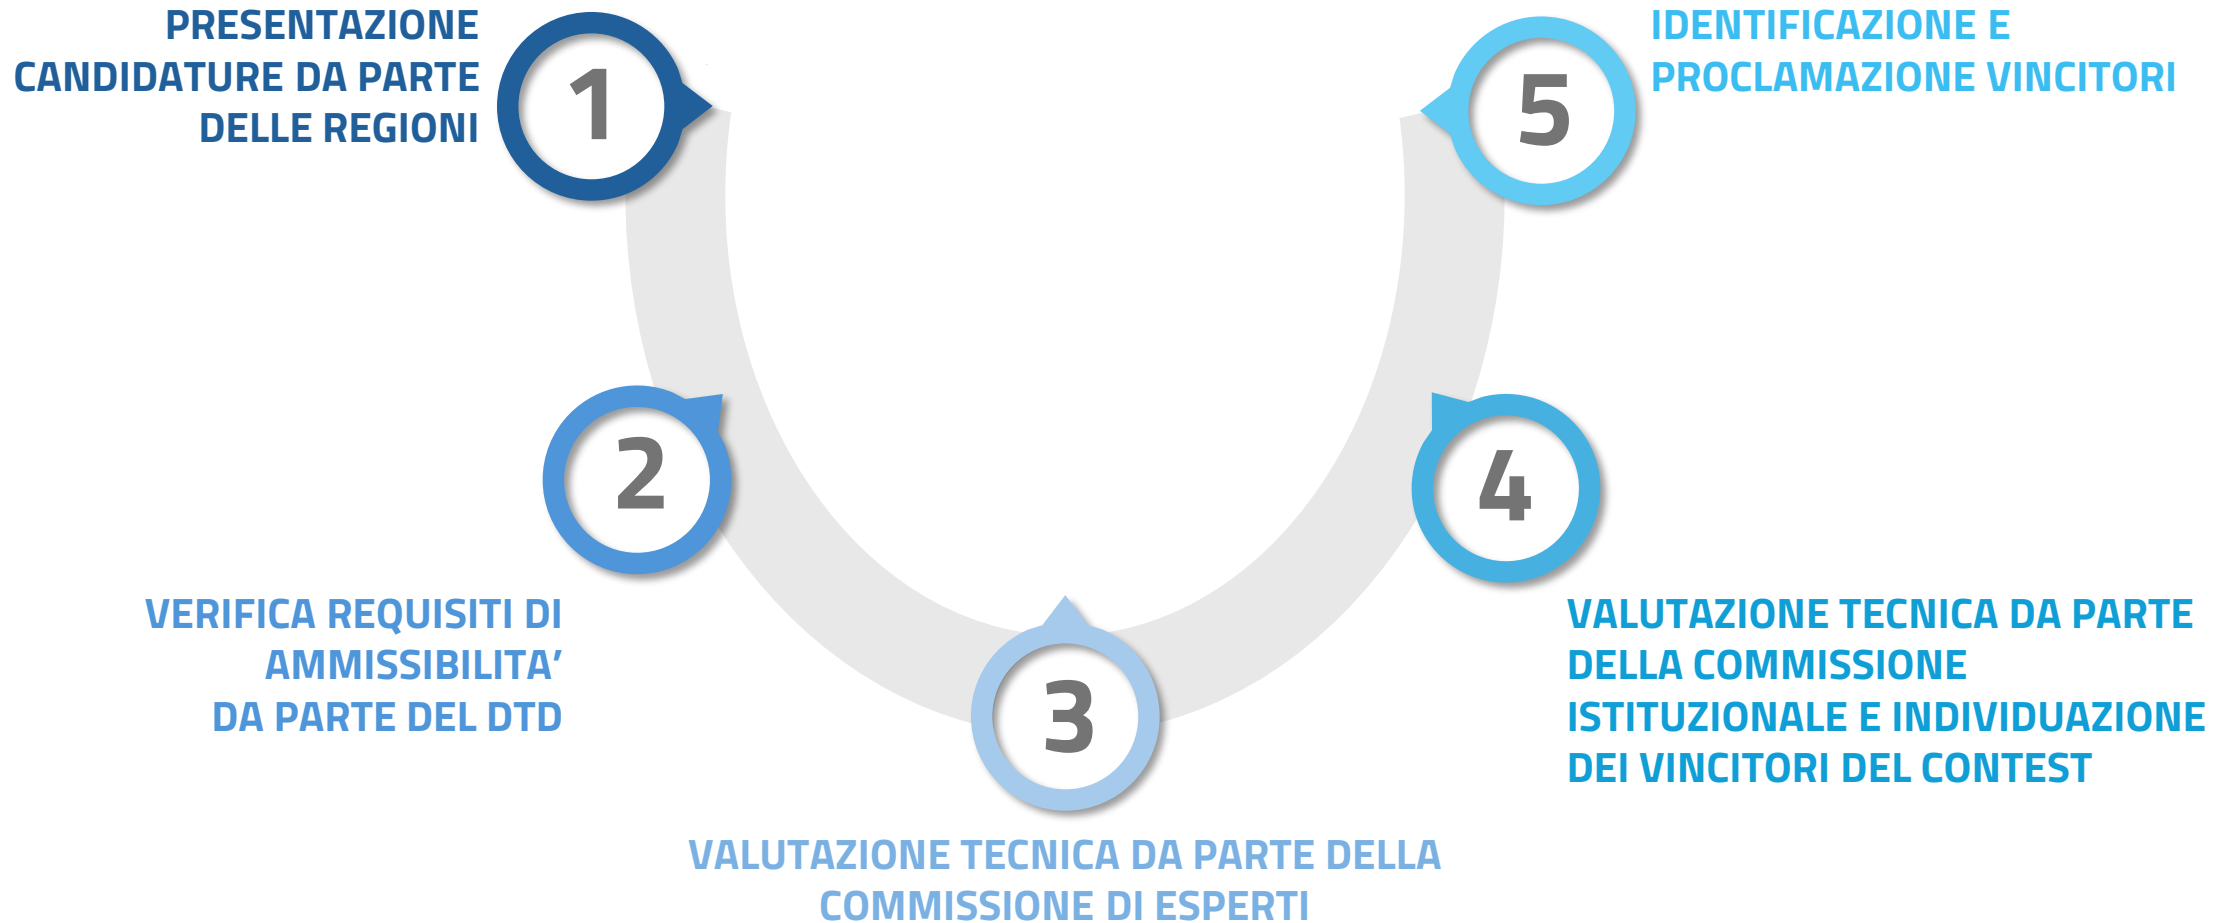 PRESENTAZIONE
CANDIDATURE DA PARTE
DELLE REGIONI
1
2
VERIFICA REQUISITI DI
AMMISSIBILITA’
DA PARTE DEL DTD
3
VALUTAZIONE TECNICA DA PARTE DELLA
COMMISSIONE DI ESPERTI
4
VALUTAZIONE TECNICA DA PARTE
DELLA COMMISSIONE
ISTITUZIONALE E INDIVIDUAZIONE
DEI VINCITORI DEL CONTEST
5
IDENTIFICAZIONE E
PROCLAMAZIONE VINCITORI